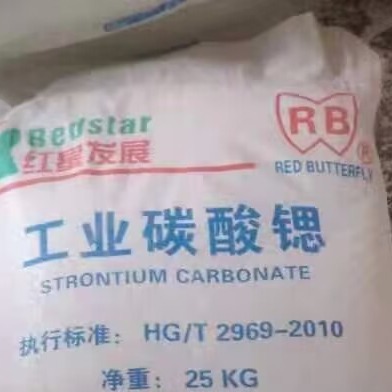 Redstar
红星发展
RB
®
RED BUTTERFLY
工业碳酸锶
STRONTIUM CARBONATE
执行标准: HG/T 2969-2010
净重: 25 KG